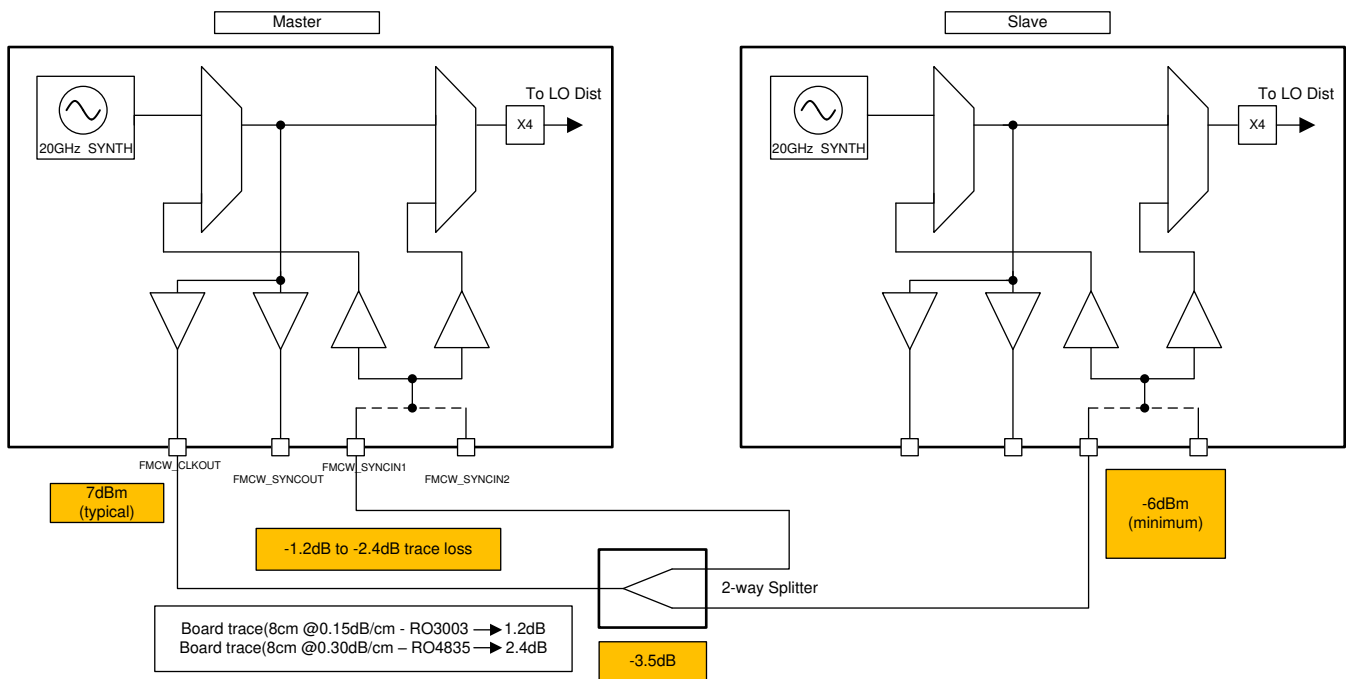 Master
Slave
To LO Dist
X4
20GHz SYNTH
To LO Dist
X4
20GHz SYNTH
FMCW_CLKOUT
FMCW_SYNCOUT
FMCW_SYNCIN1
FMCW_SYNCIN2
7dBm
(typical)
-6dBm
(minimum)
-1.2dB to -2.4dB trace loss
2-way Splitter
Board trace(8cm @0.15dB/cm - RO3003 → 1.2dB
Board trace(8cm @0.30dB/cm – RO4835 → 2.4dB
-3.5dB